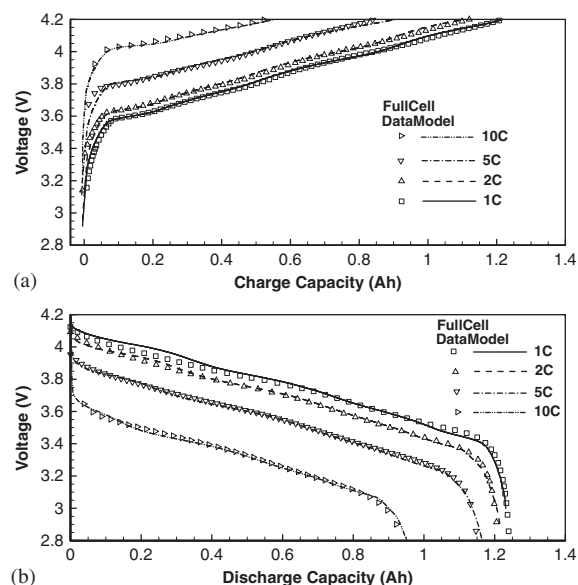 (a)
Voltage (V)
4.2
4
3.8
3.6
3.4
3.2
3
2.8
FullCell
DataModel
10C
5C
2C
1C
0 0.2 0.4 0.6 0.8 1 1.2 1.4
Charge Capacity (Ah)
(b)
Voltage (V)
4.2
4
3.8
3.6
3.4
3.2
3
2.8
FullCell
DataModel
1C
2C
5C
10C
0 0.2 0.4 0.6 0.8 1 1.2 1.4
Discharge Capacity (Ah)